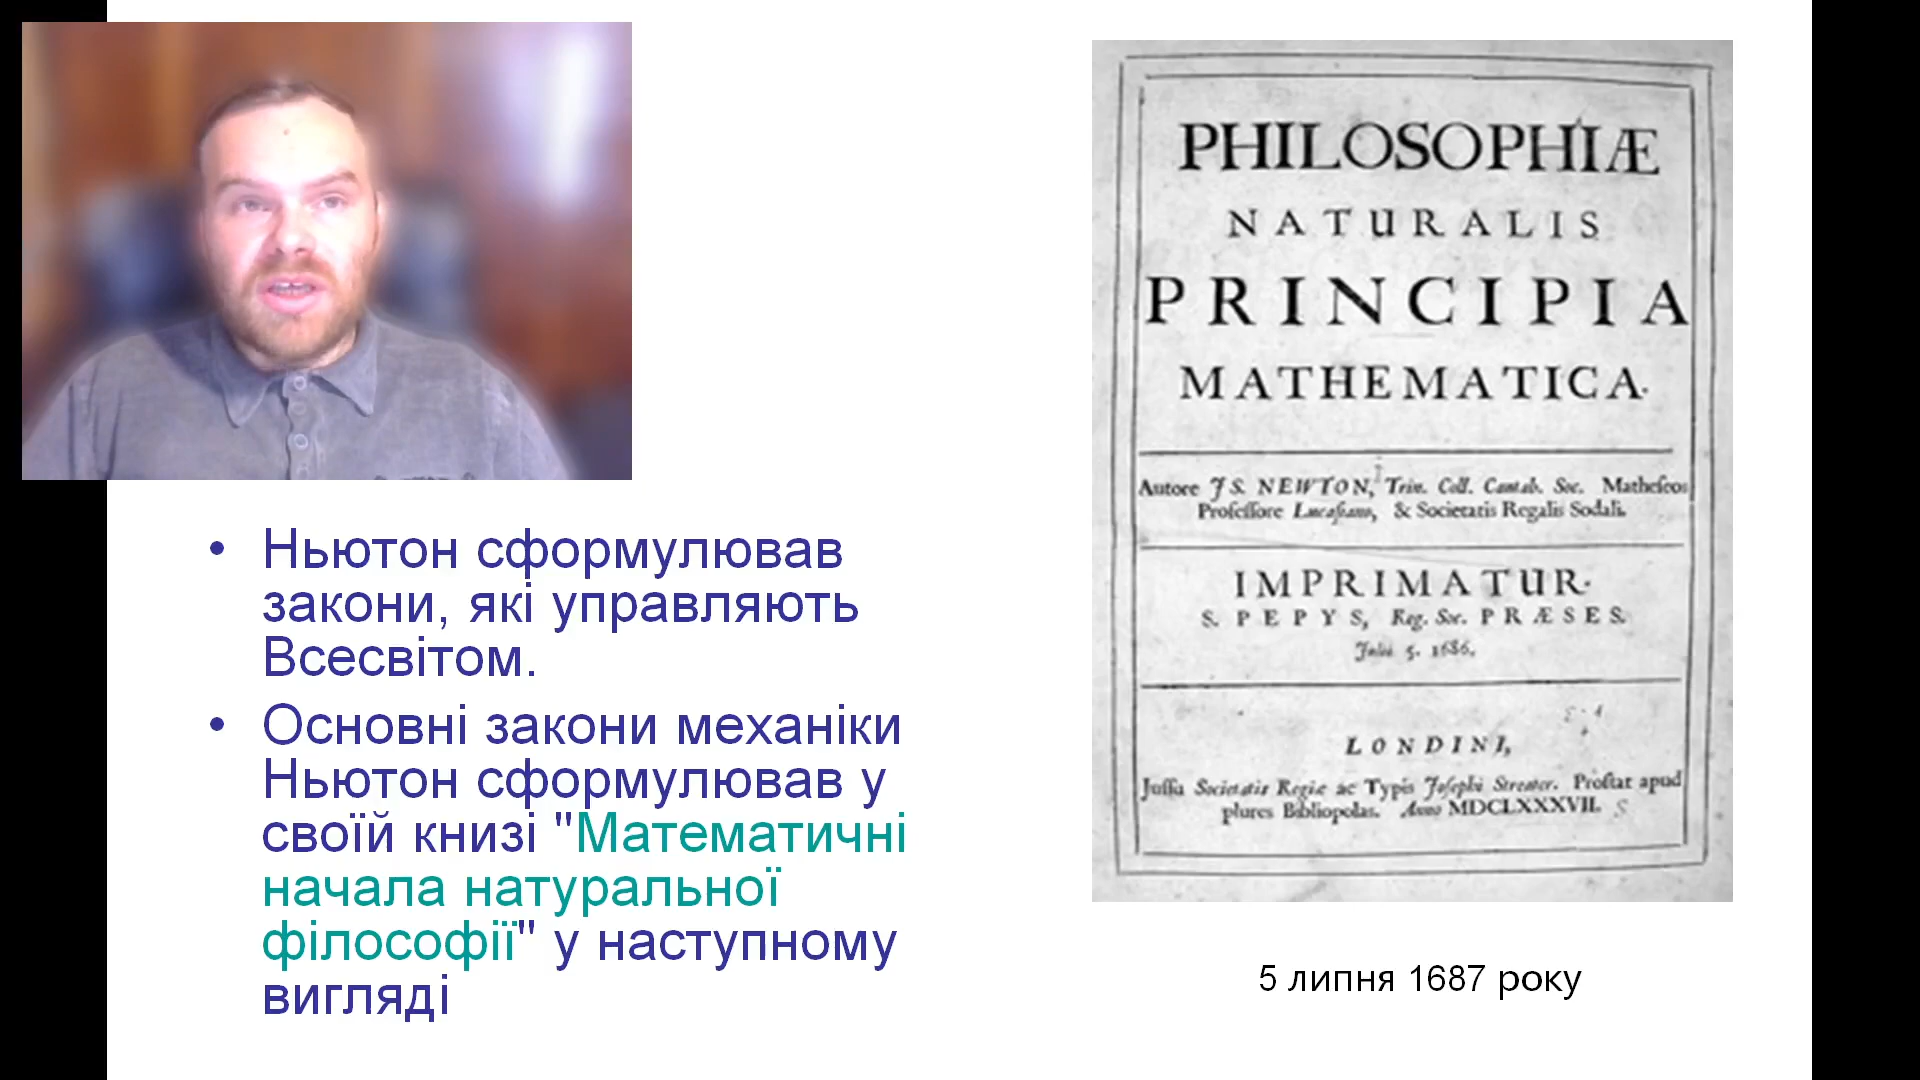 • Ньютон сформулював
закони, які управляють
Всесвітом.
• Основні закони механіки
Ньютон сформулював у
своїй книзі "Математичні
начала натуральної
філософії" у наступному
вигляді
PHILOSOPHIÆ
NATURALIS
PRINCIPIA
MATHEMATICA.
Autore JS. NEWTON, Trin. Coll. Cantab. Soc. Matheseos
Professore Lucasiano, & Societatis Regalis Sodali.
IMPRIMATUR.
S. PEPYS, Reg. Soc. PRÆSES.
Julii 5. 1686.
LONDINI,
Jussu Societatis Regiæ ac Typis Josephi Streater. Prostat apud
plures Bibliopolas. Anno MDCLXXXVII.
5 липня 1687 року